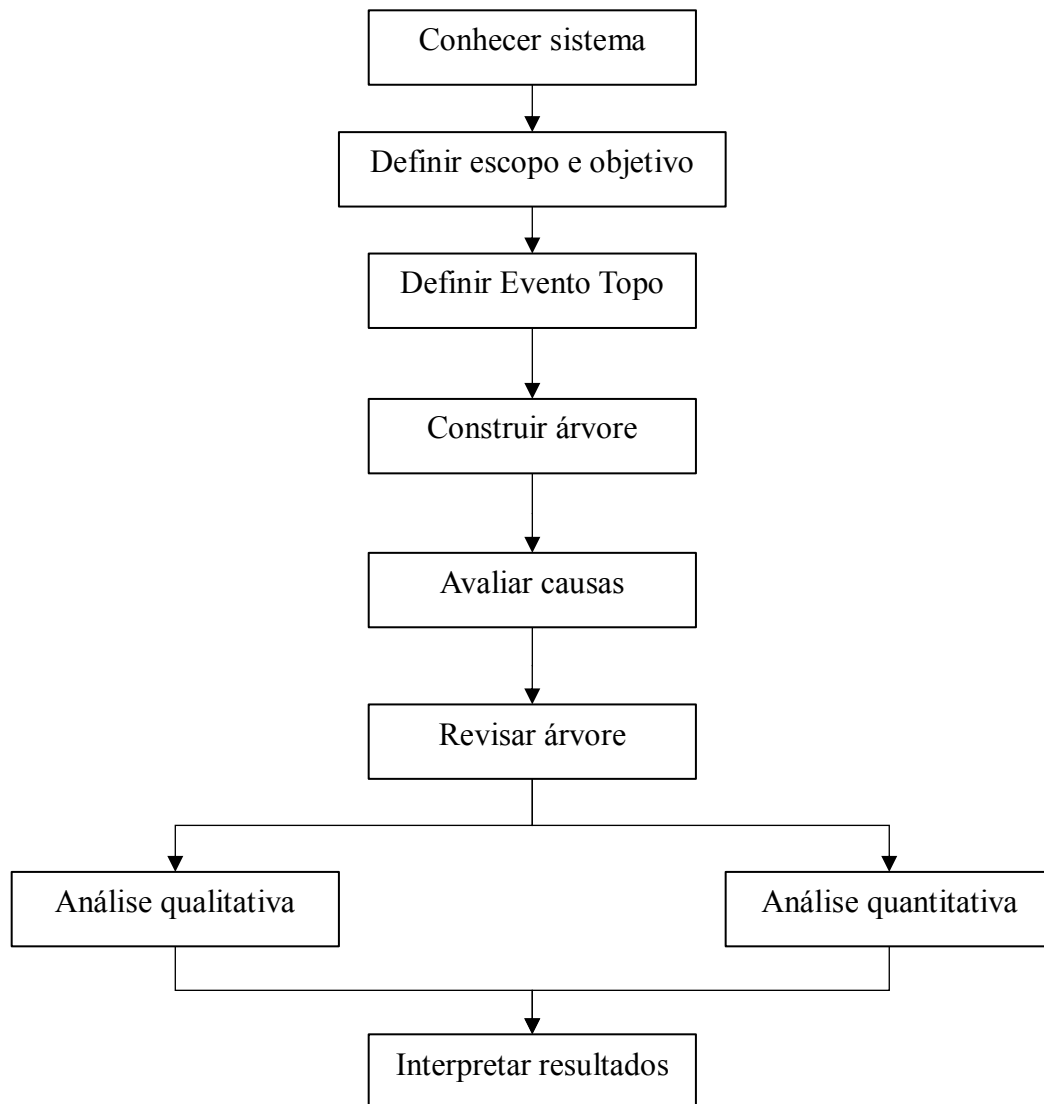 Conhecer sistema
Definir escopo e objetivo
Definir Evento Topo
Construir árvore
Avaliar causas
Revisar árvore
Análise qualitativa
Análise quantitativa
Interpretar resultados